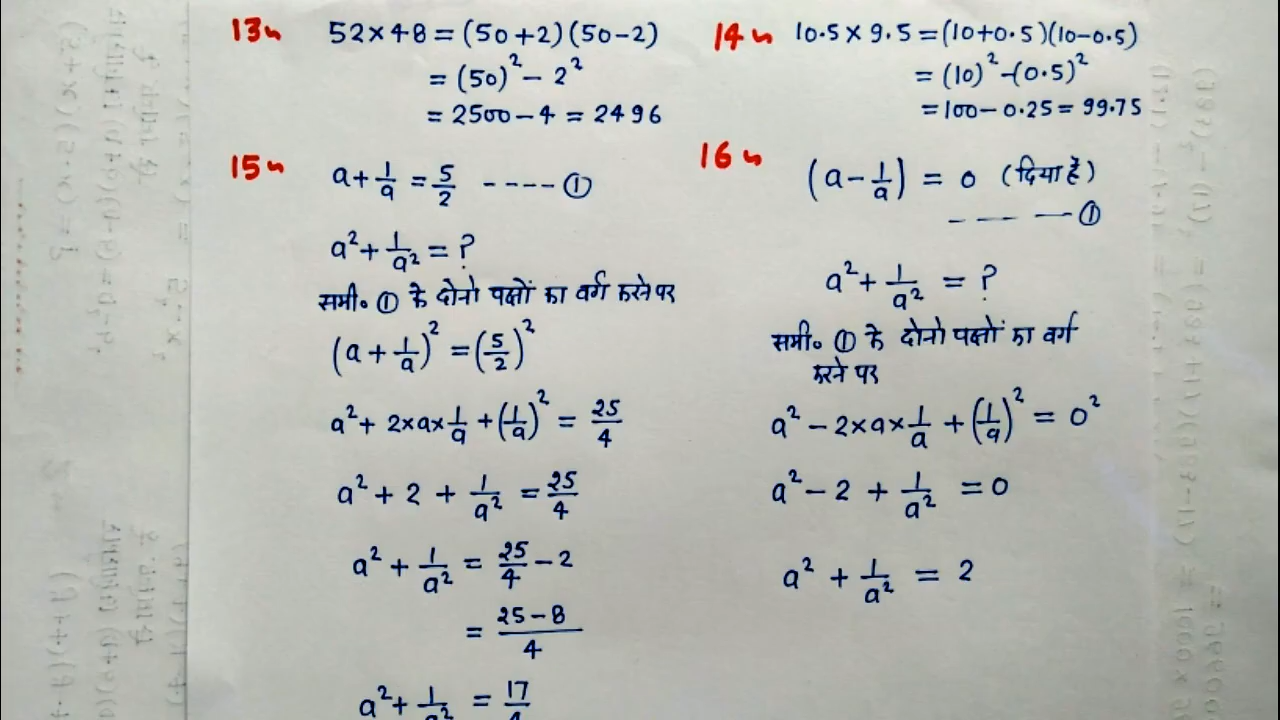 13↳ 52×48 = (50+2)(50-2)
= (50)² - 2²
= 2500 - 4 = 2496
14↳ 10.5×9.5 = (10+0.5)(10-0.5)
= (10)² - (0.5)²
= 100 - 0.25 = 99.75
15↳ a + 1/a = 5/2 ---- ①
a² + 1/a² = ?
समी॰ ① के दोनो पक्षों का वर्ग करने पर
(a + 1/a)² = (5/2)²
a² + 2×a×1/a + (1/a)² = 25/4
a² + 2 + 1/a² = 25/4
a² + 1/a² = 25/4 - 2
= (25-8)/4
a² + 1/a² = 17/4
16↳ (a - 1/a) = 0 (दिया है)
---- ①
a² + 1/a² = ?
समी॰ ① के दोनो पक्षों का वर्ग
करने पर
a² - 2×a×1/a + (1/a)² = 0²
a² - 2 + 1/a² = 0
a² + 1/a² = 2